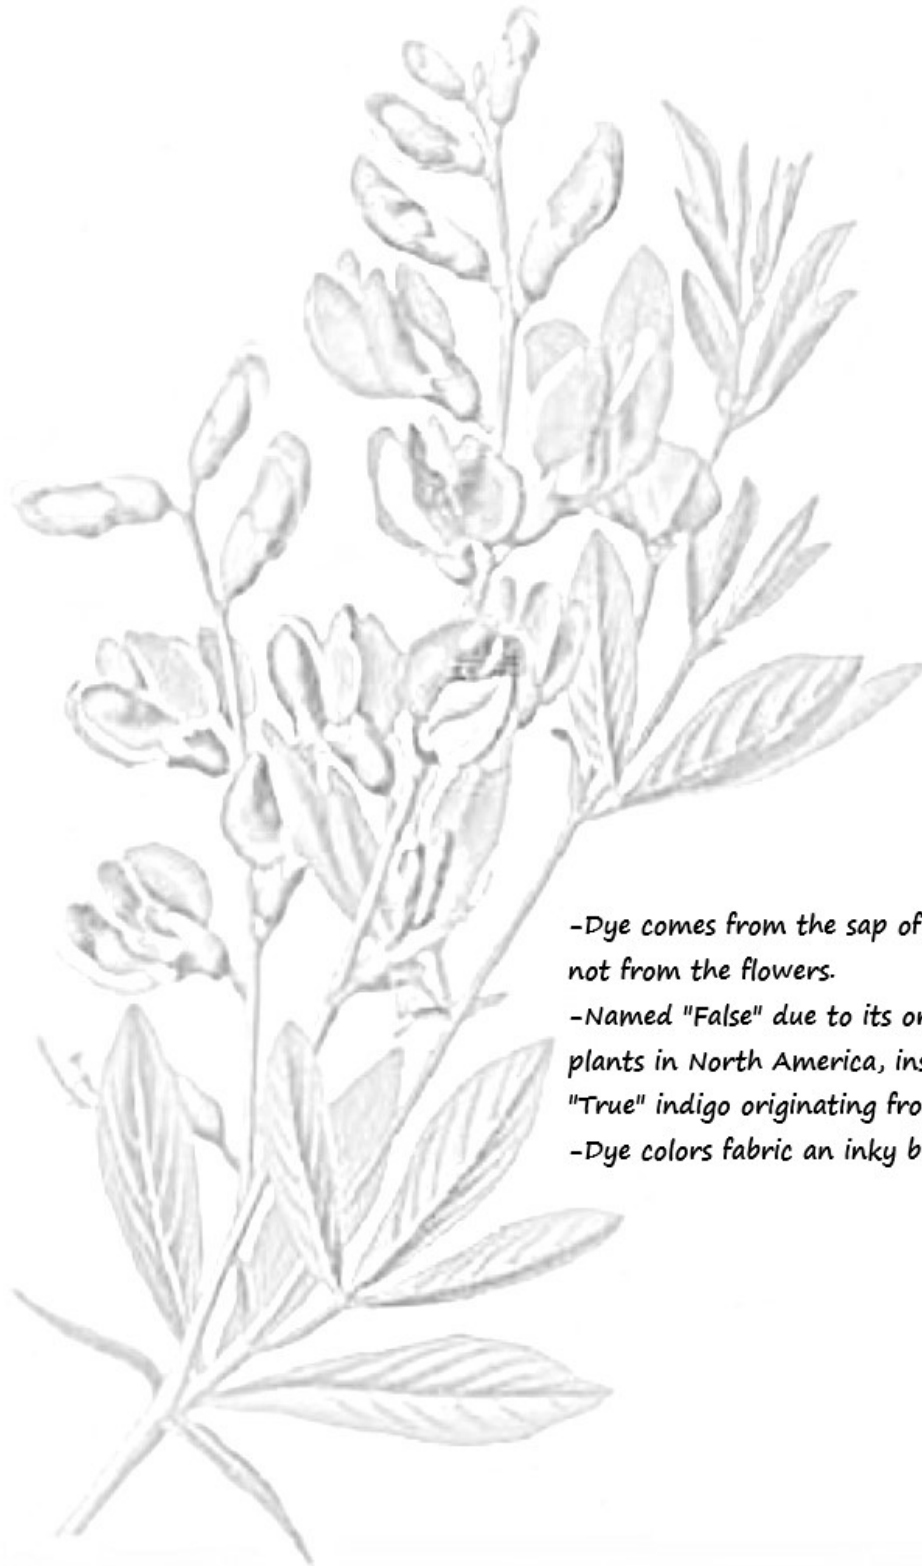 -Dye comes from the sap of
not from the flowers.
-Named "False" due to its or
plants in North America, ins
"True" indigo originating fro
-Dye colors fabric an inky b